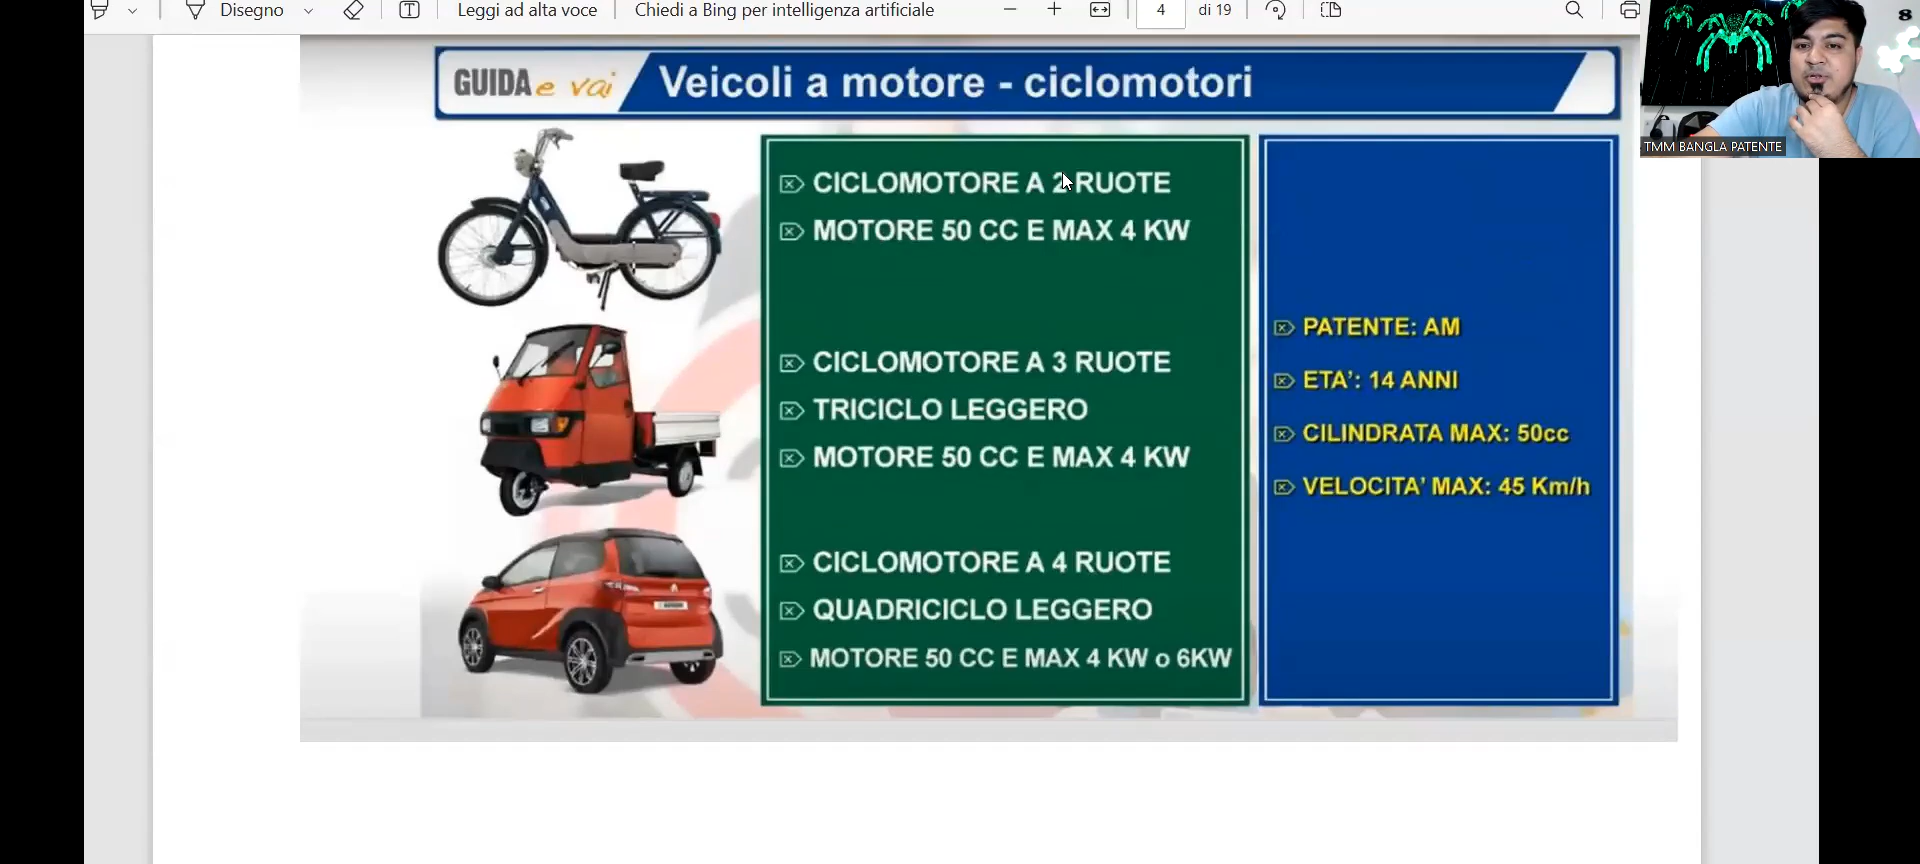 Disegno
Leggi ad alta voce
Chiedi a Bing per intelligenza artificiale
4
di 19
TMM BANGLA PATENTE
GUIDA e vai
Veicoli a motore - ciclomotori
CICLOMOTORE A 2 RUOTE
MOTORE 50 CC E MAX 4 KW
CICLOMOTORE A 3 RUOTE
TRICICLO LEGGERO
MOTORE 50 CC E MAX 4 KW
CICLOMOTORE A 4 RUOTE
QUADRICICLO LEGGERO
MOTORE 50 CC E MAX 4 KW o 6KW
PATENTE: AM
ETA’: 14 ANNI
CILINDRATA MAX: 50cc
VELOCITA’ MAX: 45 Km/h